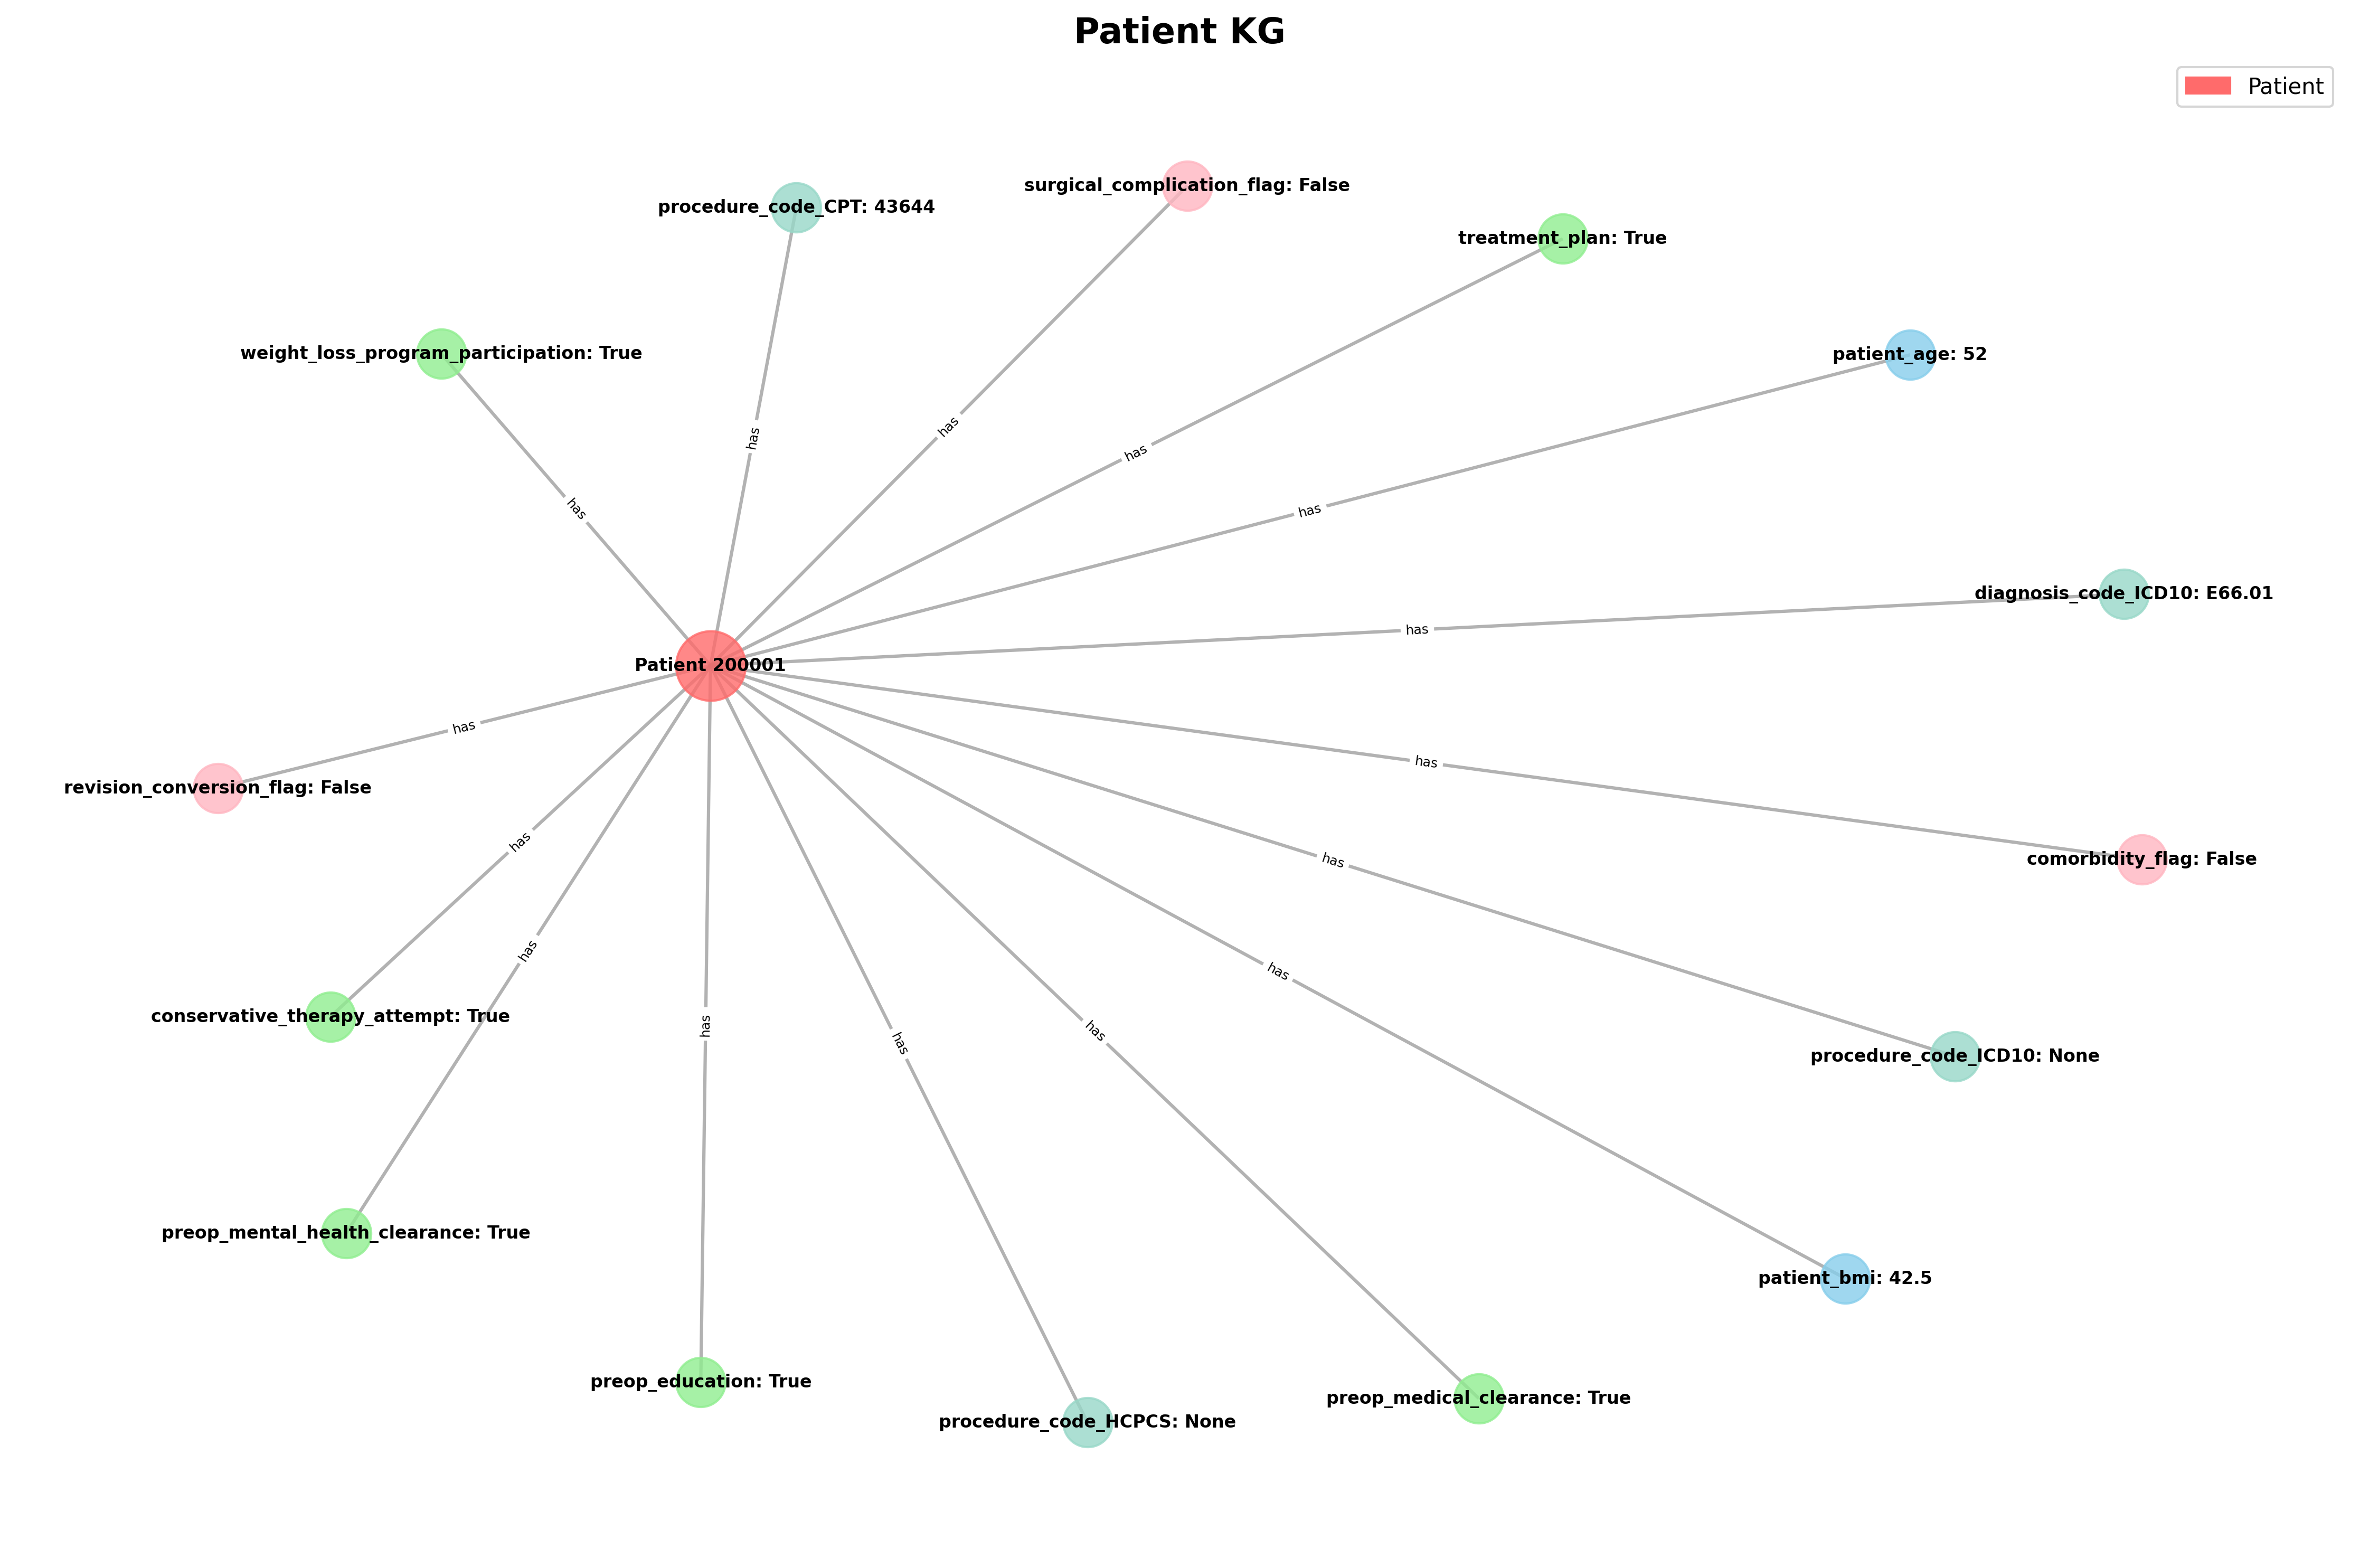 Patient KG
Patient
surgical_complication_flag: False
procedure_code_CPT: 43644
treatment_plan: True
weight_loss_program_participation: True
patient_age: 52
has
has
has
has
has
diagnosis_code_ICD10: E66.01
has
Patient 200001
has
has
revision_conversion_flag: False
has
comorbidity_flag: False
has
has
has
conservative_therapy_attempt: True
has
has
has
procedure_code_ICD10: None
preop_mental_health_clearance: True
patient_bmi: 42.5
preop_education: True
preop_medical_clearance: True
procedure_code_HCPCS: None